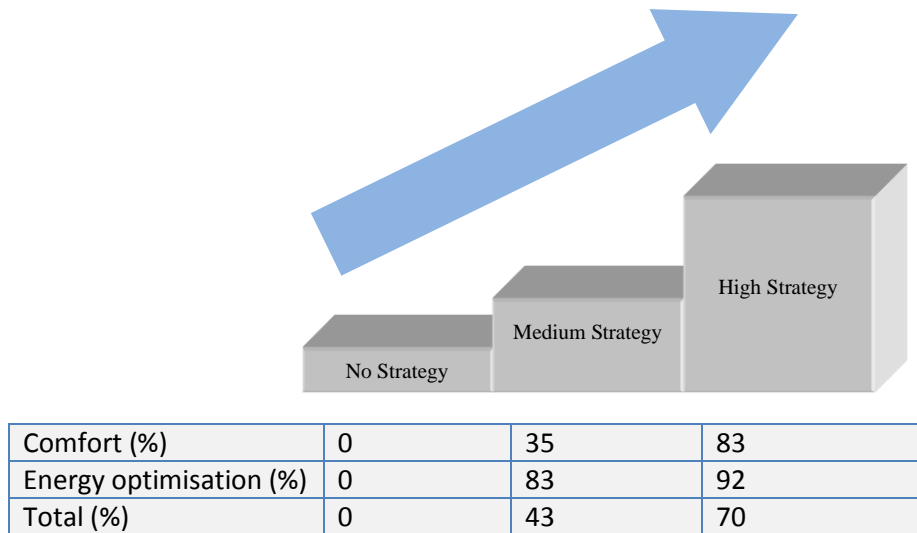 High Strategy
Medium Strategy
No Strategy
Comfort (%) 0 35 83
Energy optimisation (%) 0 83 92
Total (%) 0 43 70